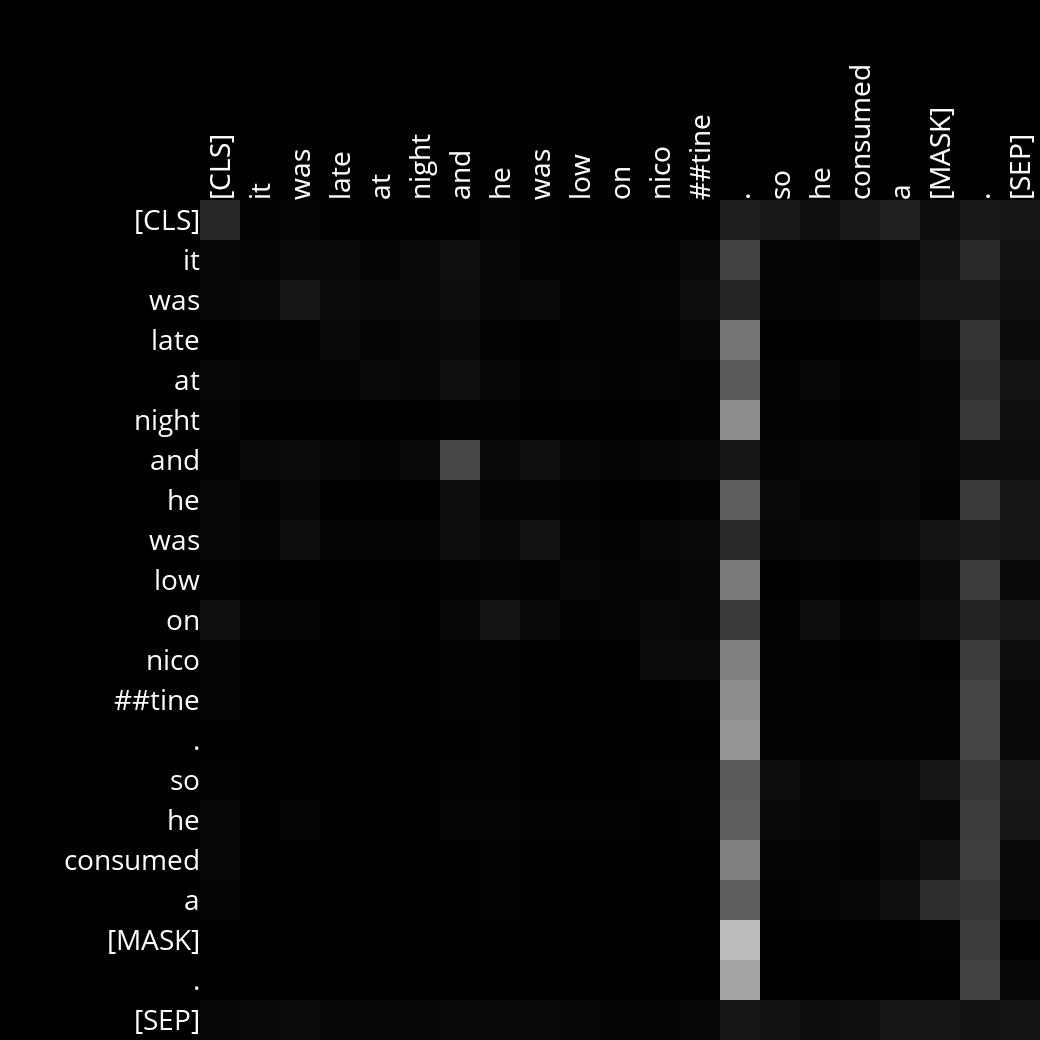 [CLS] it was late at night and he was low on nico ##tine . so he consumed a [MASK] . [SEP]
[CLS]
it
was
late
at
night
and
he
was
low
on
nico
##tine
.
so
he
consumed
a
[MASK]
.
[SEP]